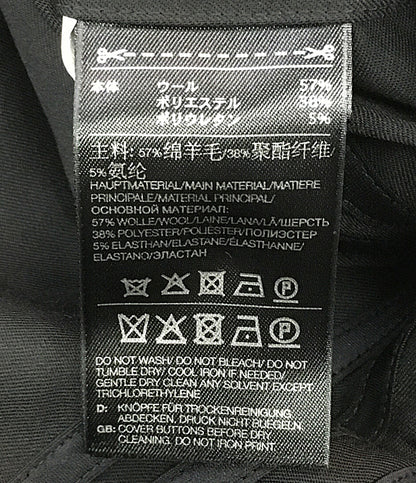 本体 ウール 57%
ポリエステル 38%
ポリウレタン 5%
主料: 57%绵羊毛/38%聚酯纤维/
5%氨纶
HAUPTMATERIAL/MAIN MATERIAL/MATIERE
PRINCIPALE/MATERIAL PRINCIPAL/
ОСНОВНОЙ МАТЕРИАЛ:
57% WOLLE/WOOL/LAINE/LANA/LÃ/ШЕРСТЬ
38% POLYESTER/POLIÉSTER/ПОЛИЭСТЕР
5% ELASTHAN/ELASTANE/ÉLASTHANNE/
ELASTANO/ЭЛАСТАН
DO NOT WASH/ DO NOT BLEACH/ DO NOT
TUMBLE DRY/ COOL IRON IF NEEDED/
GENTLE DRY CLEAN ANY SOLVENT EXCEPT
TRICHLORETHYLENE
D: KNÖPFE FÜR TROCKENREINIGUNG
ABDECKEN. DRUCK NICHT BUEGELN.
GB: COVER BUTTONS BEFORE DRY
CLEANING. DO NOT IRON PRINT.